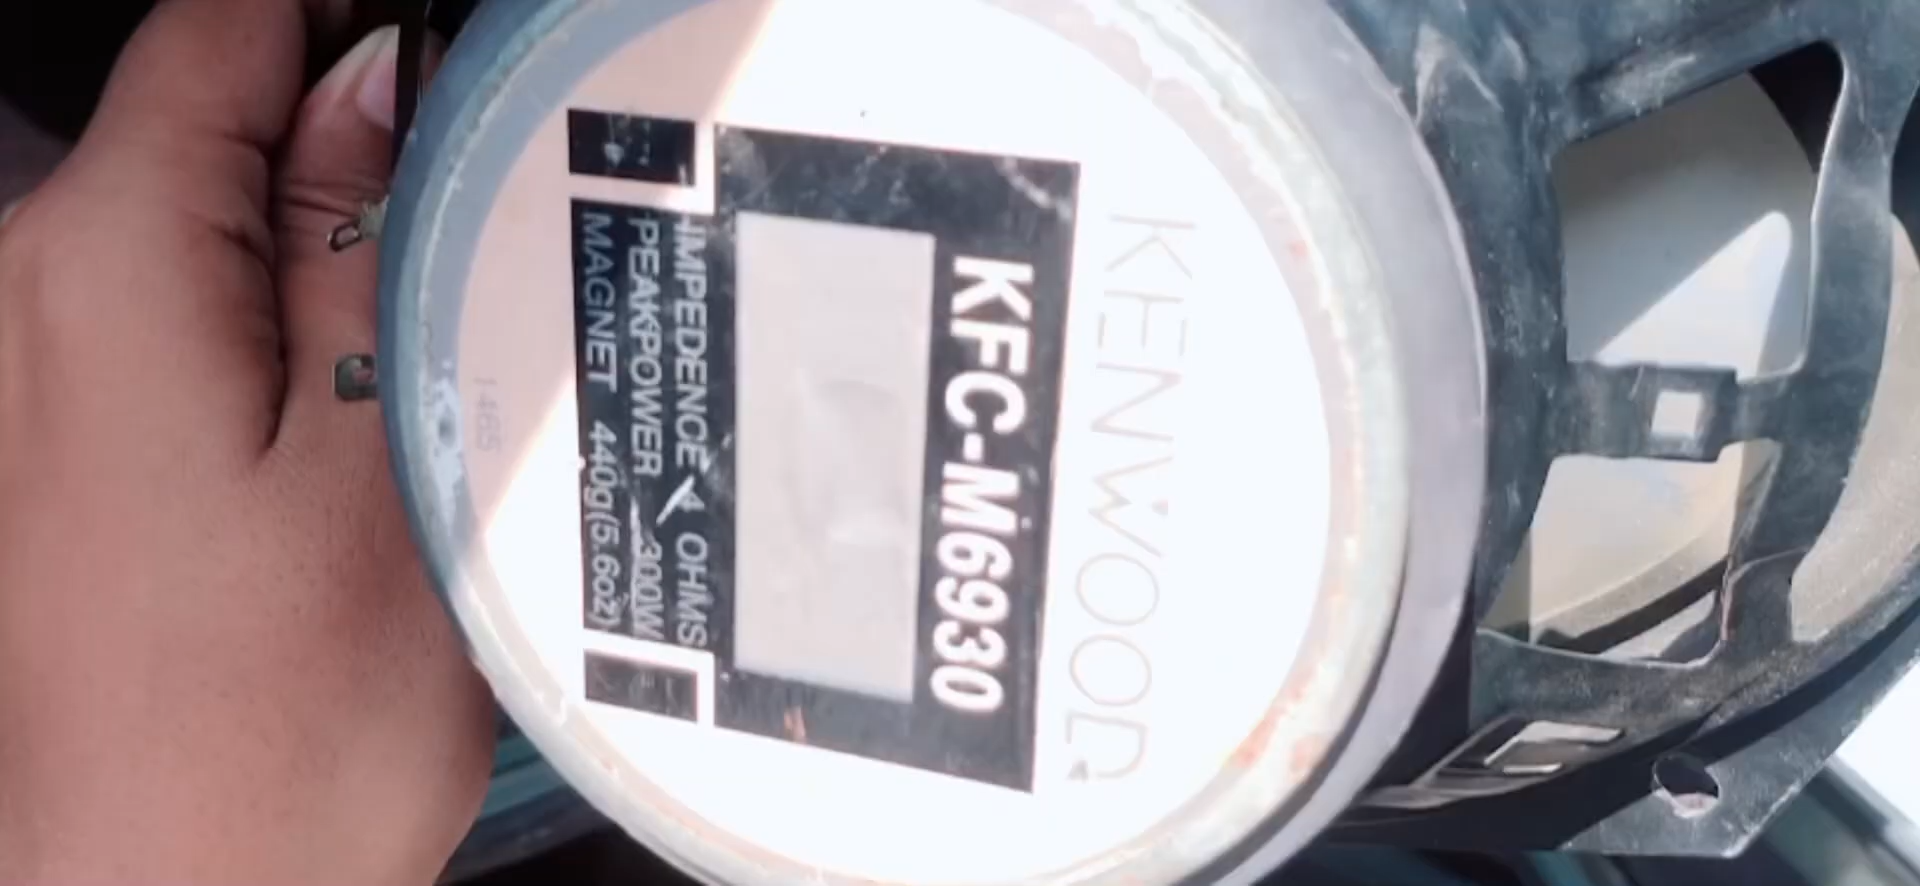 KENWOOD
KFC-M6930
IMPEDENCE 4 OHMS
PEAKPOWER 300W
MAGNET 440g(5.6oz)
1465